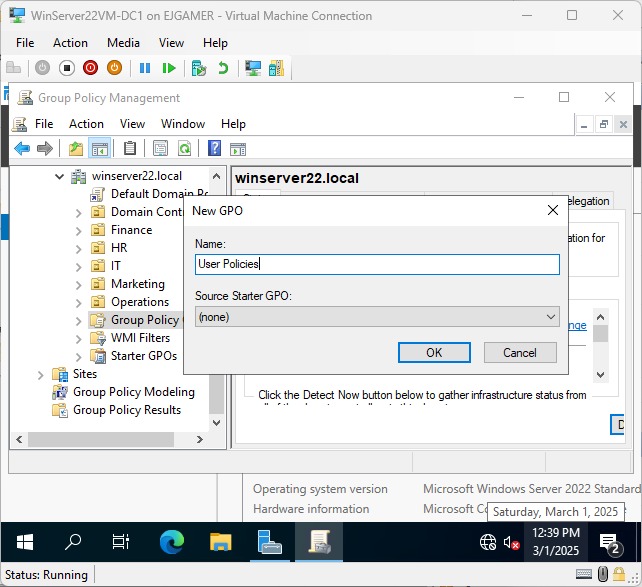 WinServer22VM-DC1 on EJGAMER - Virtual Machine Connection
File Action Media View Help
Group Policy Management
File Action View Window Help
winserver22.local
Default Domain Po
Domain Cont
Finance
HR
IT
Marketing
Operations
Group Policy
WMI Filters
Starter GPOs
Sites
Group Policy Modeling
Group Policy Results
winserver22.local
elegation
ation for
nge
New GPO
Name:
User Policies
Source Starter GPO:
(none)
OK Cancel
Click the Detect Now button below to gather infrastructure status from
D
Operating system version Microsoft Windows Server 2022 Standard
Hardware information Microsoft Co
Saturday, March 1, 2025
12:39 PM
3/1/2025
2
Status: Running